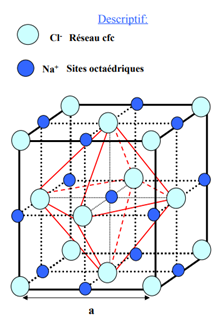 Descriptif:
Cl- Réseau cfc
Na+ Sites octaédriques
a